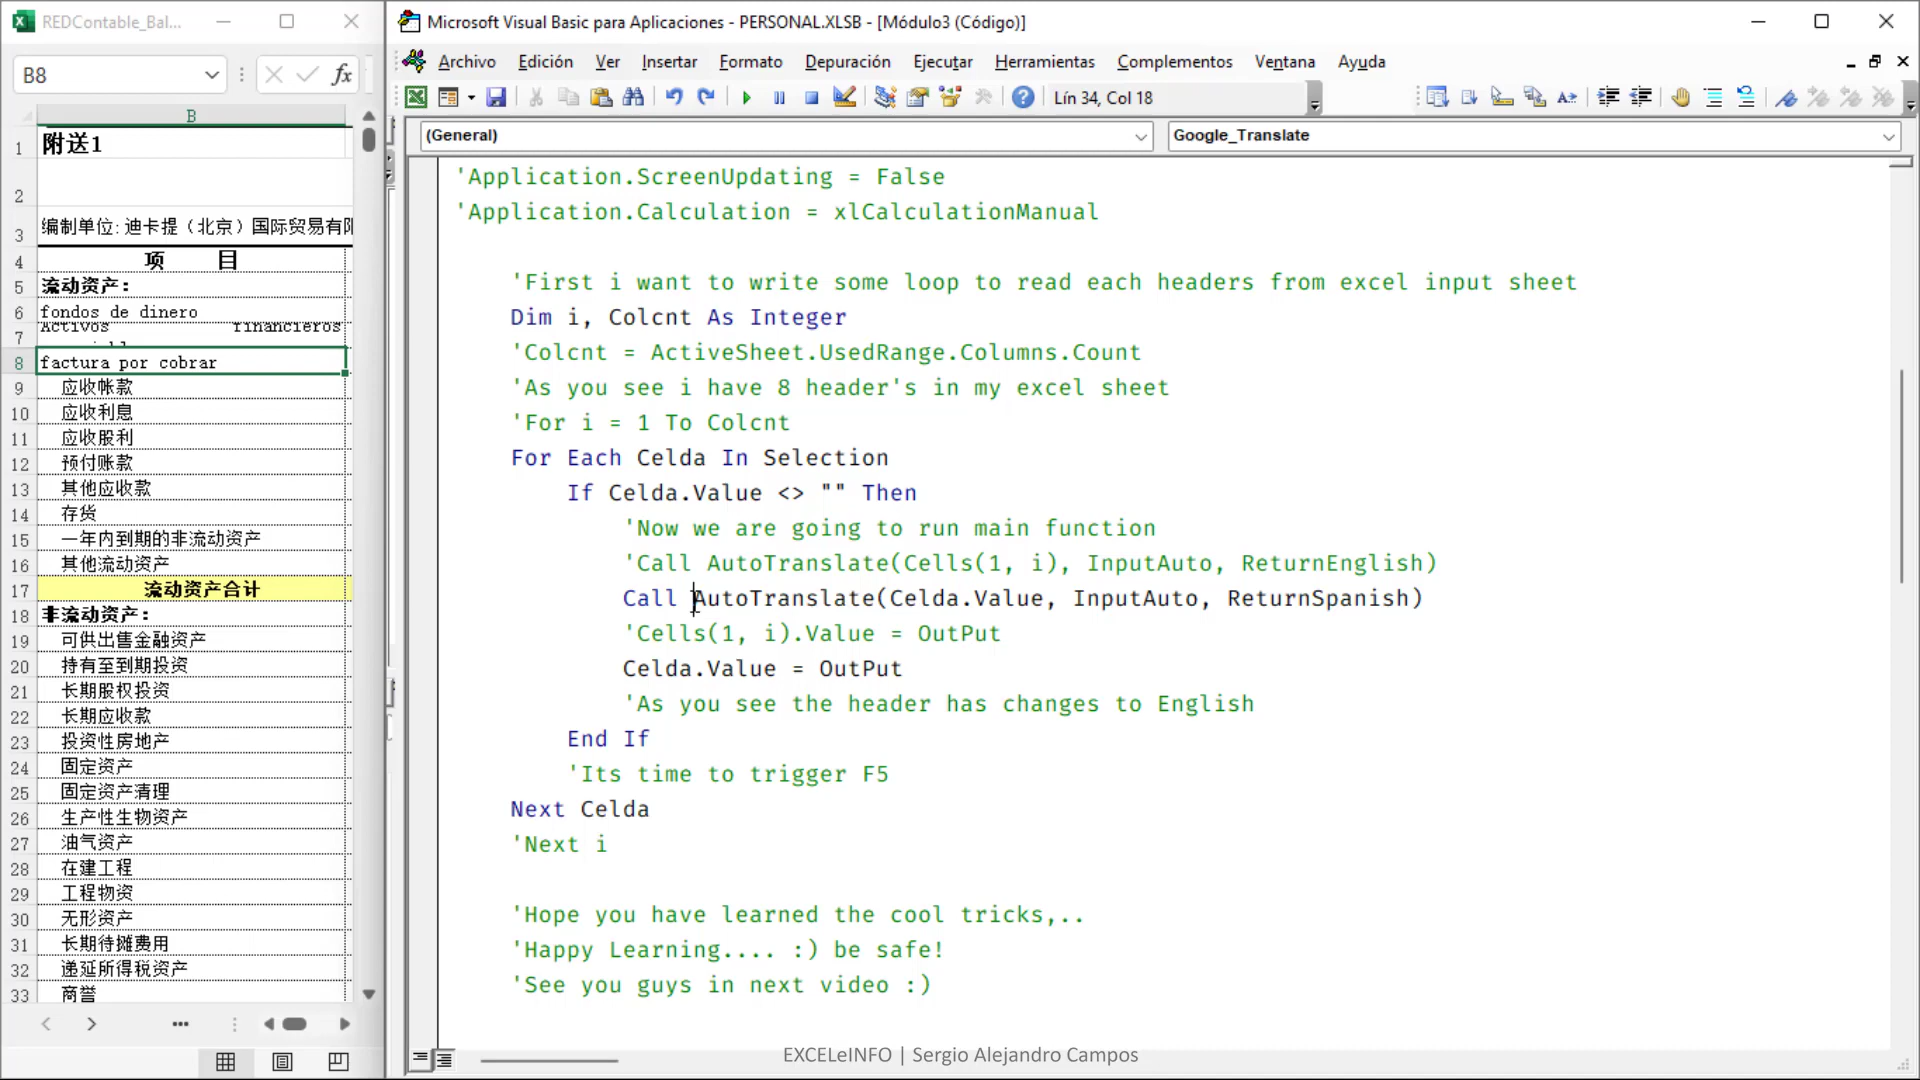 REDContable_Bal...
B8
fx
B
1 附送1
2
3 编制单位:迪卡提（北京）国际贸易有限
4 项 目
5 流动资产：
6 fondos de dinero
7 Activos financieros
8 factura por cobrar
9 应收帐款
10 应收利息
11 应收股利
12 预付账款
13 其他应收款
14 存货
15 一年内到期的非流动资产
16 其他流动资产
17 流动资产合计
18 非流动资产：
19 可供出售金融资产
20 持有至到期投资
21 长期股权投资
22 长期应收款
23 投资性房地产
24 固定资产
25 固定资产清理
26 生产性生物资产
27 油气资产
28 在建工程
29 工程物资
30 无形资产
31 长期待摊费用
32 递延所得税资产
33 商誉
Microsoft Visual Basic para Aplicaciones - PERSONAL.XLSB - [Módulo3 (Código)]
Archivo Edición Ver Insertar Formato Depuración Ejecutar Herramientas Complementos Ventana Ayuda
Lín 34, Col 18
(General) Google_Translate
'Application.ScreenUpdating = False
'Application.Calculation = xlCalculationManual
'First i want to write some loop to read each headers from excel input sheet
Dim i, Colcnt As Integer
'Colcnt = ActiveSheet.UsedRange.Columns.Count
'As you see i have 8 header's in my excel sheet
'For i = 1 To Colcnt
For Each Celda In Selection
If Celda.Value <> "" Then
'Now we are going to run main function
'Call AutoTranslate(Cells(1, i), InputAuto, ReturnEnglish)
Call AutoTranslate(Celda.Value, InputAuto, ReturnSpanish)
'Cells(1, i).Value = OutPut
Celda.Value = OutPut
'As you see the header has changes to English
End If
'Its time to trigger F5
Next Celda
'Next i
'Hope you have learned the cool tricks,..
'Happy Learning.... :) be safe!
'See you guys in next video :)
EXCELeINFO | Sergio Alejandro Campos